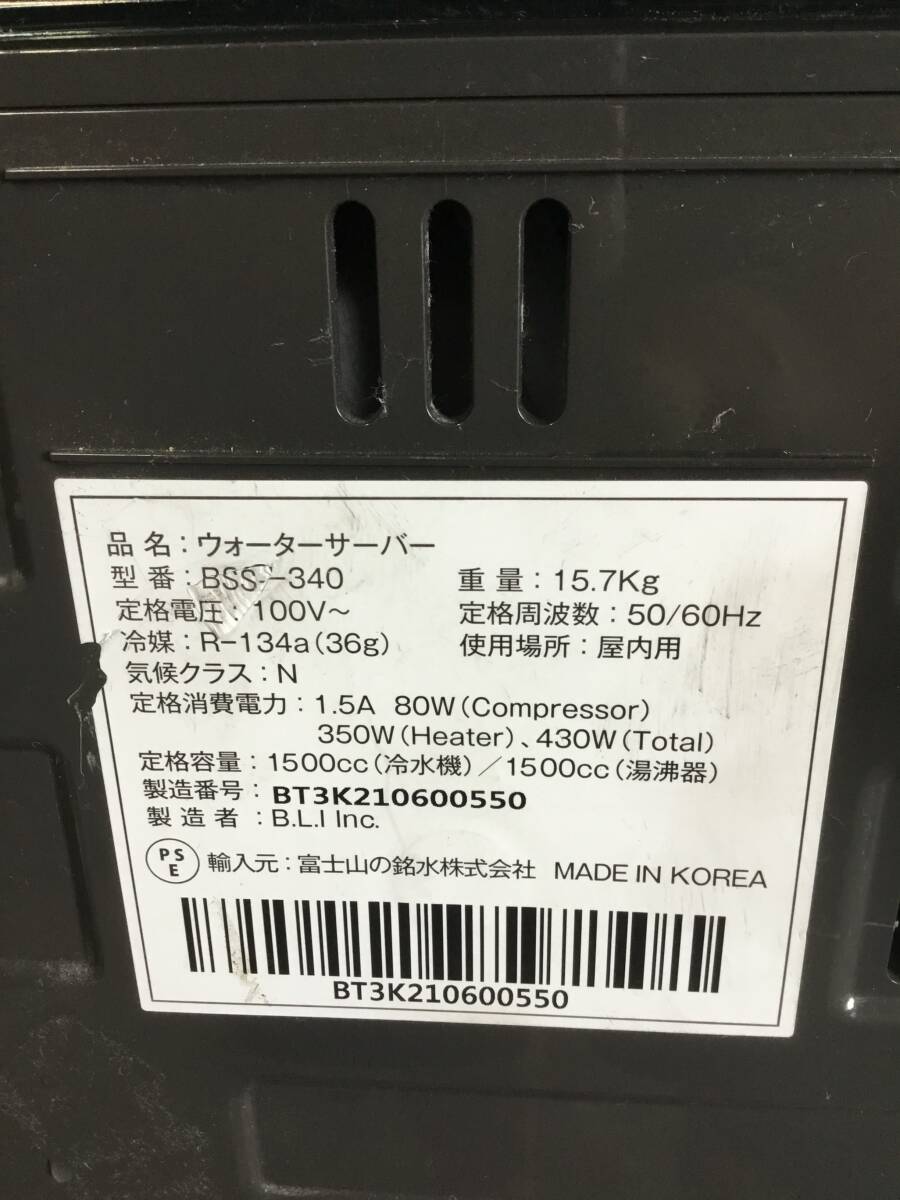 品 名：ウォーターサーバー
型 番：BSS-340 重 量：15.7Kg
定格電圧：100V～ 定格周波数：50/60Hz
冷媒：R-134a(36g) 使用場所：屋内用
気候クラス：N
定格消費電力：1.5A 80W(Compressor)
350W(Heater)、430W(Total)
定格容量：1500cc(冷水機)／1500cc(湯沸器)
製造番号：BT3K210600550
製 造 者：B.L.I Inc.
PSE 輸入元：富士山の銘水株式会社 MADE IN KOREA
BT3K210600550